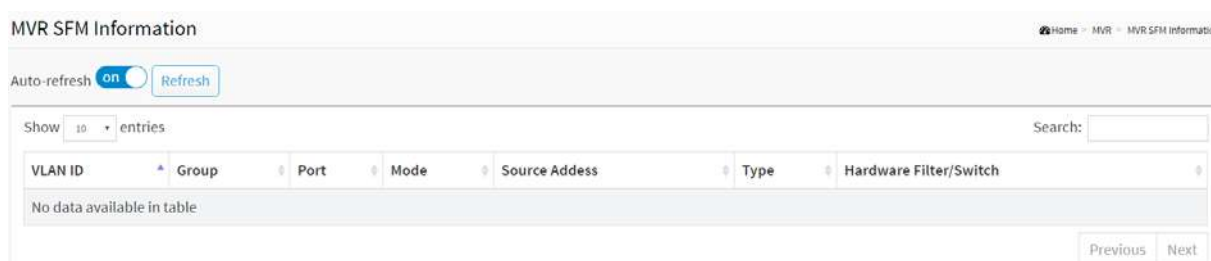 MVR SFM Information
Home > MVR > MVR SFM Informatio
Auto-refresh on Refresh
Show 10 entries
Search:
VLAN ID Group Port Mode Source Addess Type Hardware Filter/Switch
No data available in table
Previous Next